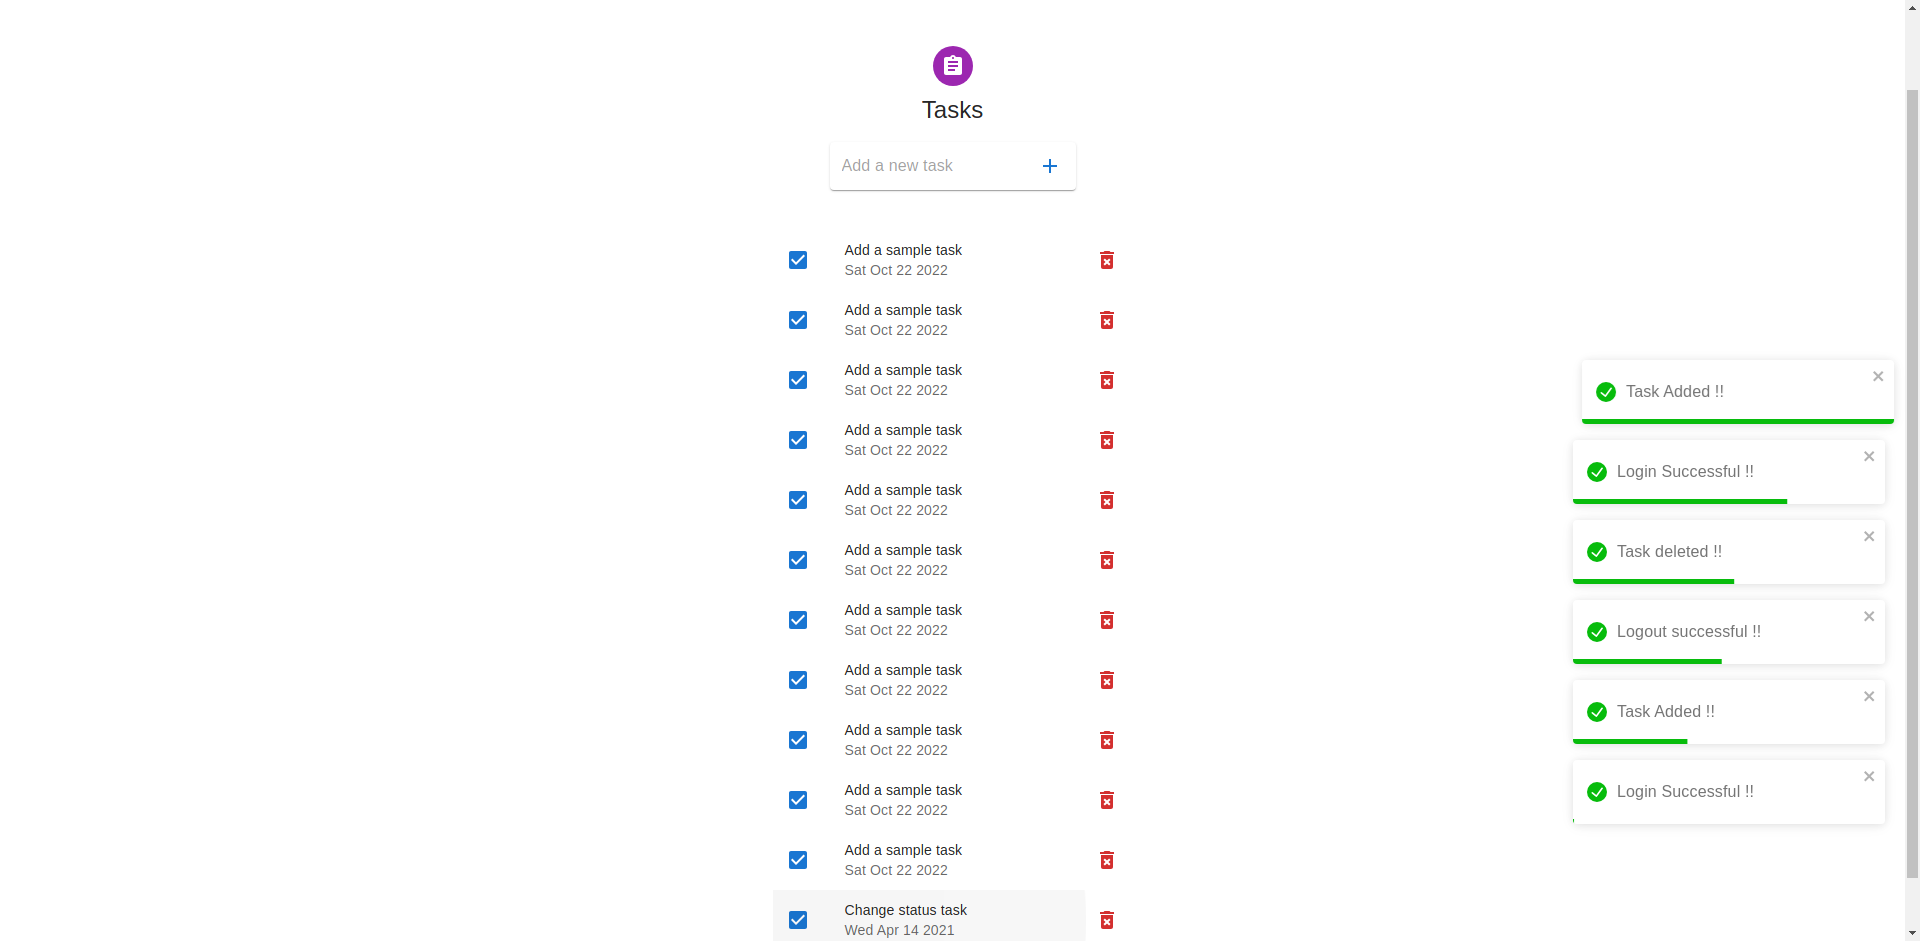 Tasks
Add a new task
Add a sample task
Sat Oct 22 2022
Add a sample task
Sat Oct 22 2022
Add a sample task
Sat Oct 22 2022
Add a sample task
Sat Oct 22 2022
Add a sample task
Sat Oct 22 2022
Add a sample task
Sat Oct 22 2022
Add a sample task
Sat Oct 22 2022
Add a sample task
Sat Oct 22 2022
Add a sample task
Sat Oct 22 2022
Add a sample task
Sat Oct 22 2022
Add a sample task
Sat Oct 22 2022
Change status task
Wed Apr 14 2021
Task Added !!
Login Successful !!
Task deleted !!
Logout successful !!
Task Added !!
Login Successful !!